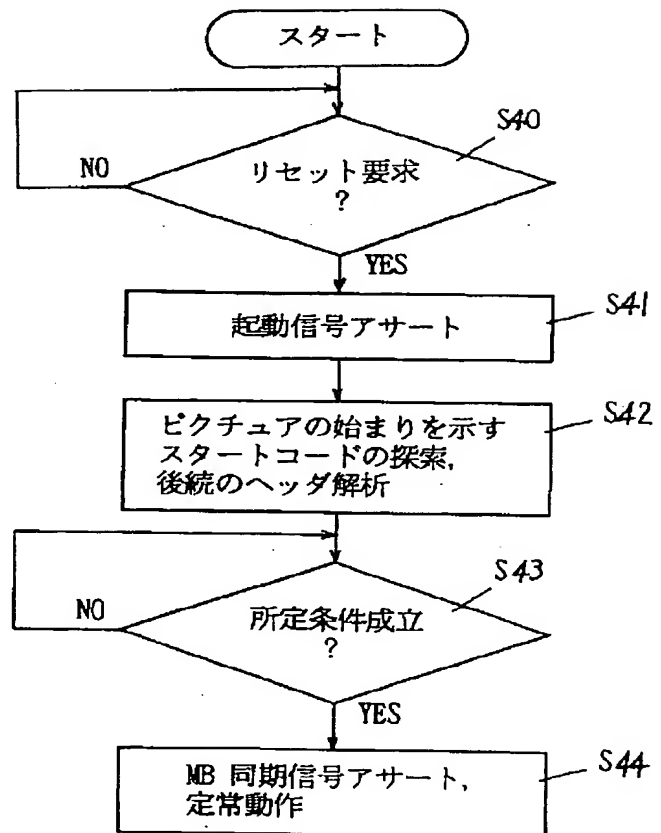 スタート
S40
リセット要求
?
NO
YES
S41
起動信号アサート
S42
ピクチュアの始まりを示す
スタートコードの探索,
後続のヘッダ解析
S43
所定条件成立
?
NO
YES
S44
MB 同期信号アサート,
定常動作